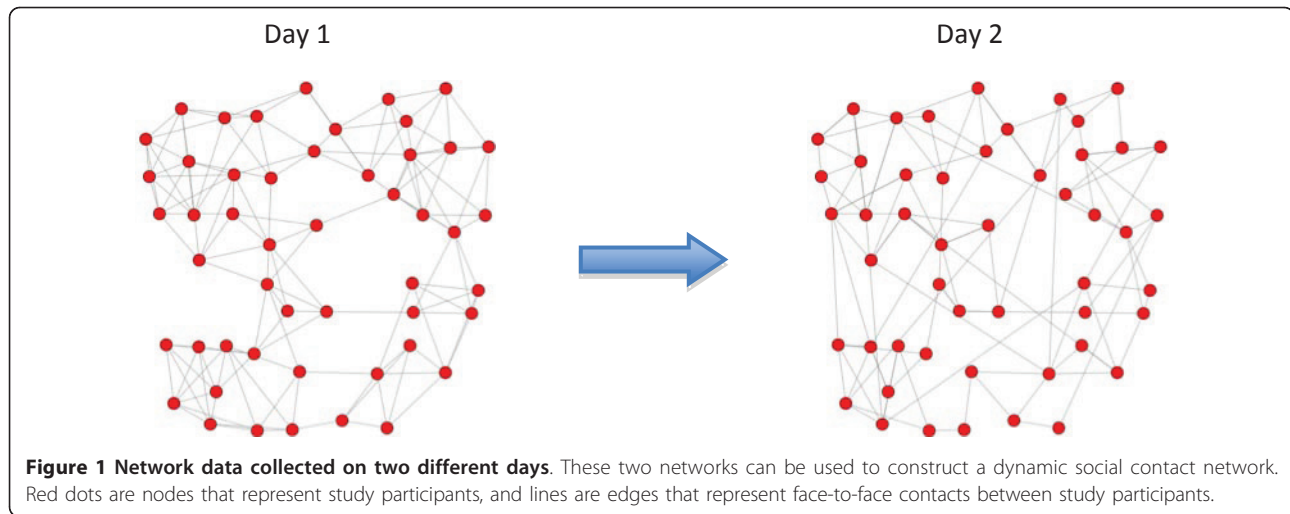 Day 1
Day 2
Figure 1 Network data collected on two different days. These two networks can be used to construct a dynamic social contact network.
Red dots are nodes that represent study participants, and lines are edges that represent face-to-face contacts between study participants.